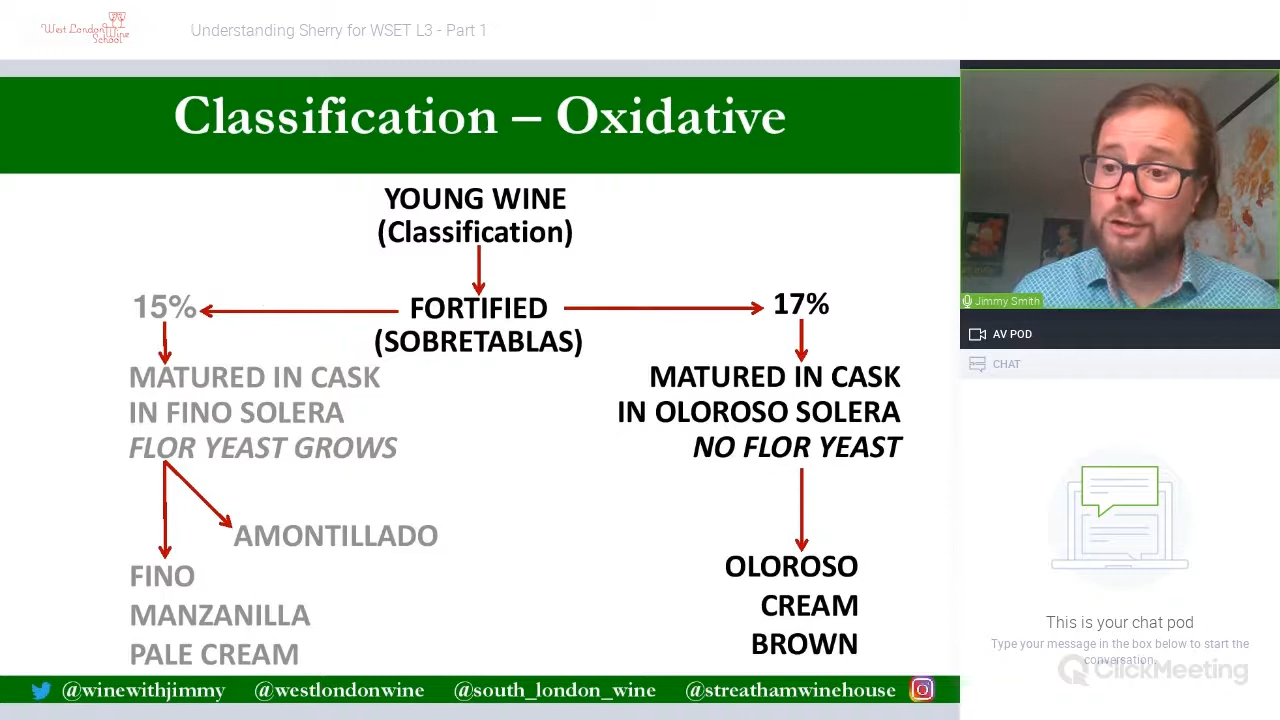 West London Wine School
Understanding Sherry for WSET L3 - Part 1
Classification – Oxidative
YOUNG WINE
(Classification)
15%
FORTIFIED
(SOBRETABLAS)
17%
MATURED IN CASK
IN FINO SOLERA
FLOR YEAST GROWS
MATURED IN CASK
IN OLOROSO SOLERA
NO FLOR YEAST
AMONTILLADO
FINO
MANZANILLA
PALE CREAM
OLOROSO
CREAM
BROWN
@winewithjimmy @westlondonwine @south_london_wine @streathamwinehouse
Jimmy Smith
AV POD
CHAT
This is your chat pod
Type your message in the box below to start the
conversation.
ClickMeeting